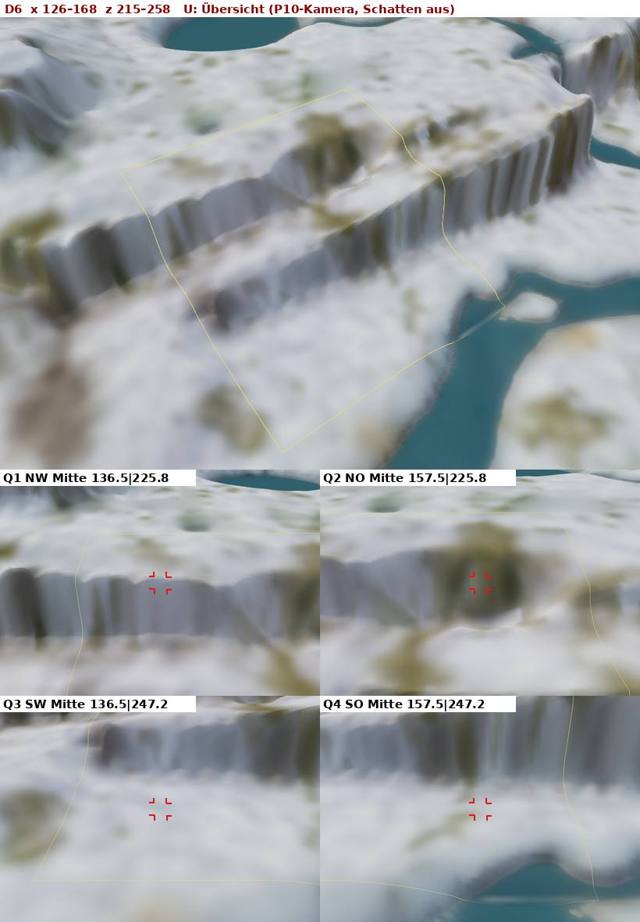 D6 x 126-168 z 215-258 U: Übersicht (P10-Kamera, Schatten aus)
Q1 NW Mitte 136.5|225.8
Q2 NO Mitte 157.5|225.8
Q3 SW Mitte 136.5|247.2
Q4 SO Mitte 157.5|247.2